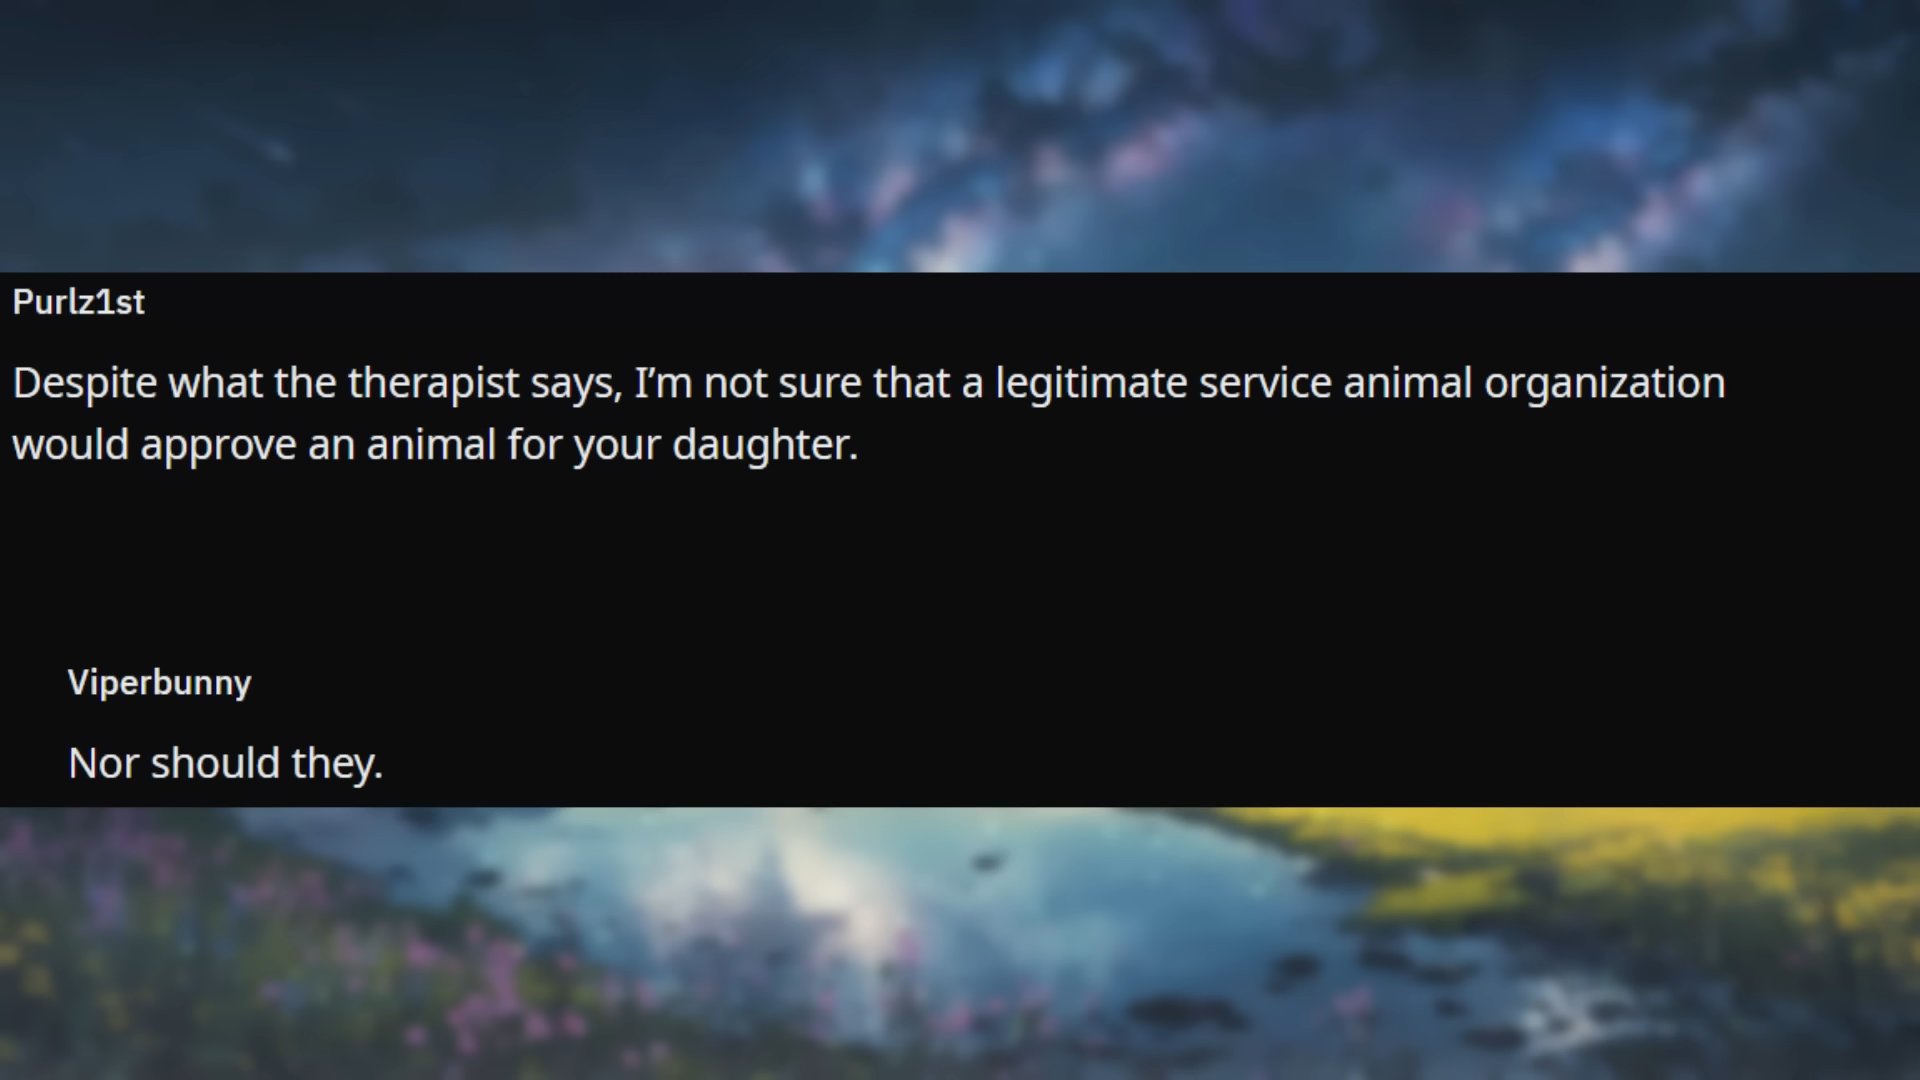 Purlz1st
Despite what the therapist says, I’m not sure that a legitimate service animal organization
would approve an animal for your daughter.
Viperbunny
Nor should they.